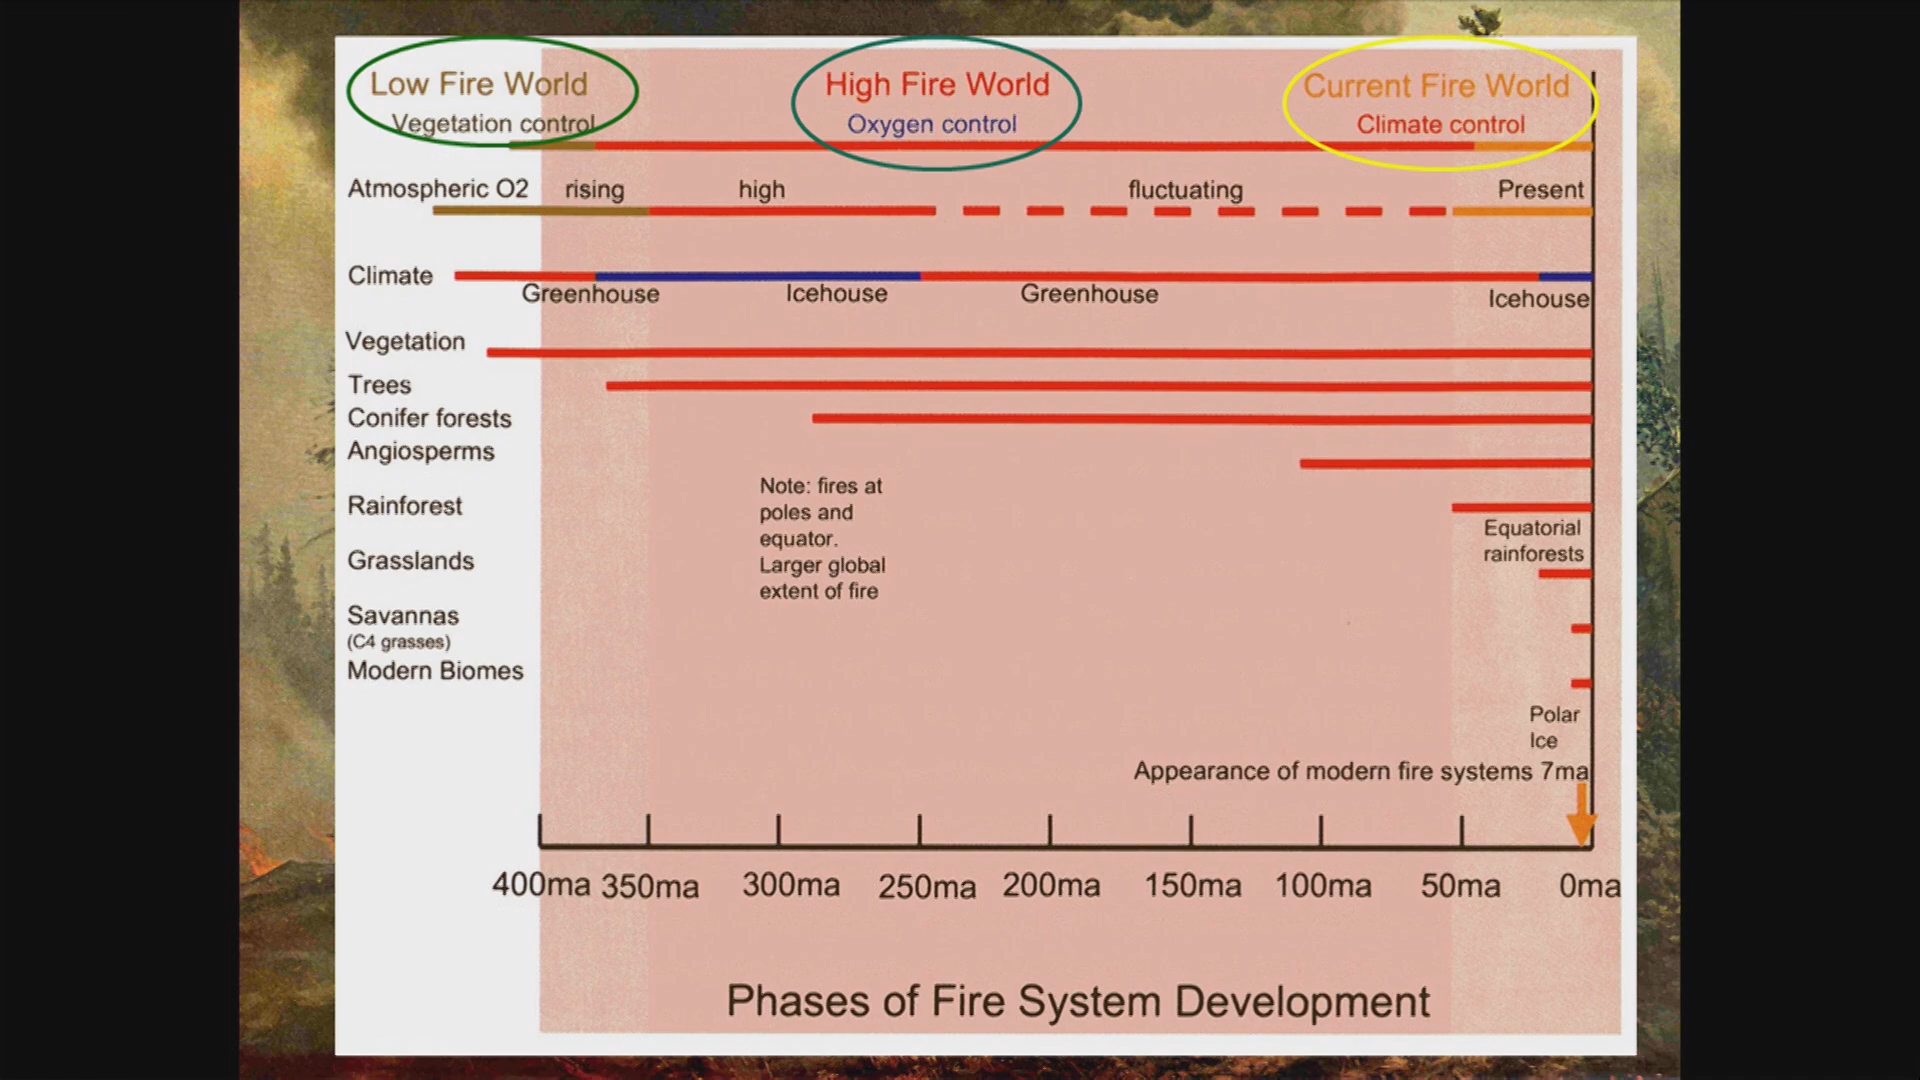 Low Fire World
Vegetation control
High Fire World
Oxygen control
Current Fire World
Climate control
Atmospheric O2
rising
high
fluctuating
Present
Climate
Greenhouse
Icehouse
Greenhouse
Icehouse
Vegetation
Trees
Conifer forests
Angiosperms
Note: fires at
poles and
equator.
Larger global
extent of fire
Rainforest
Equatorial
rainforests
Grasslands
Savannas
(C4 grasses)
Modern Biomes
Polar
Ice
Appearance of modern fire systems 7ma
400ma 350ma 300ma 250ma 200ma 150ma 100ma 50ma 0ma
Phases of Fire System Development